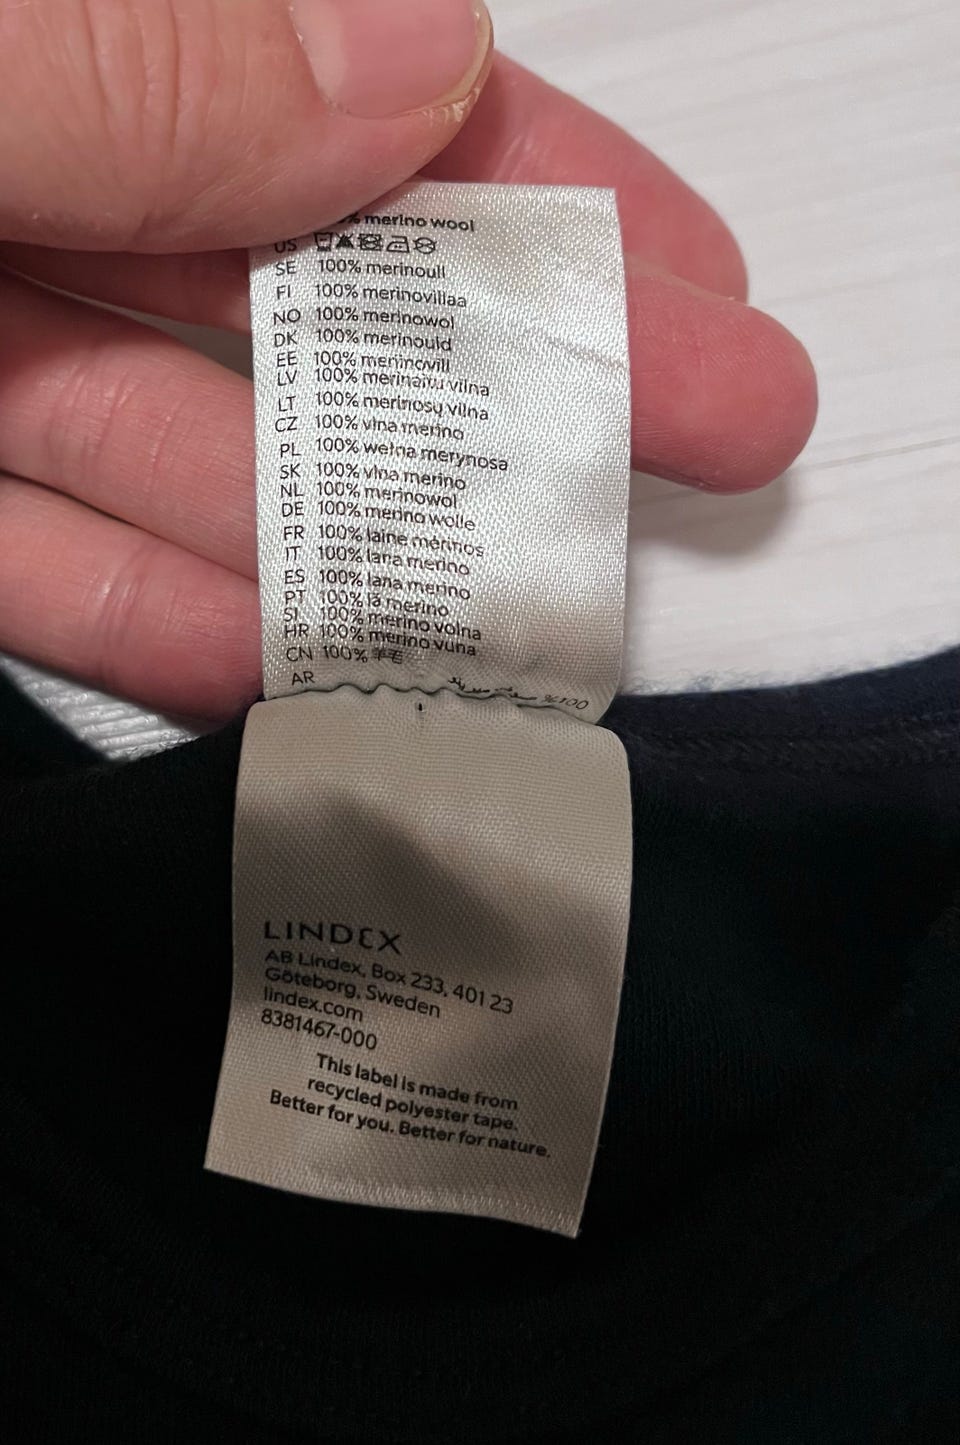 % merino wool
US
SE 100% merinoull
FI 100% merinovillaa
NO 100% merinowol
DK 100% merinould
EE 100% meriinovill
LV 100% merinaitu vilna
LT 100% merinosų vilna
CZ 100% vlna merino
PL 100% wełna merynosa
SK 100% vlna merino
NL 100% merinowol
DE 100% merino wolle
FR 100% laine mérinos
IT 100% lana merino
ES 100% lana merino
PT 100% lã merino
SI 100% merino volna
HR 100% merino vuna
CN 100% 羊毛
AR %100
LINDEX
AB Lindex, Box 233, 401 23
Göteborg, Sweden
lindex.com
8381467-000
This label is made from
recycled polyester tape.
Better for you. Better for nature.